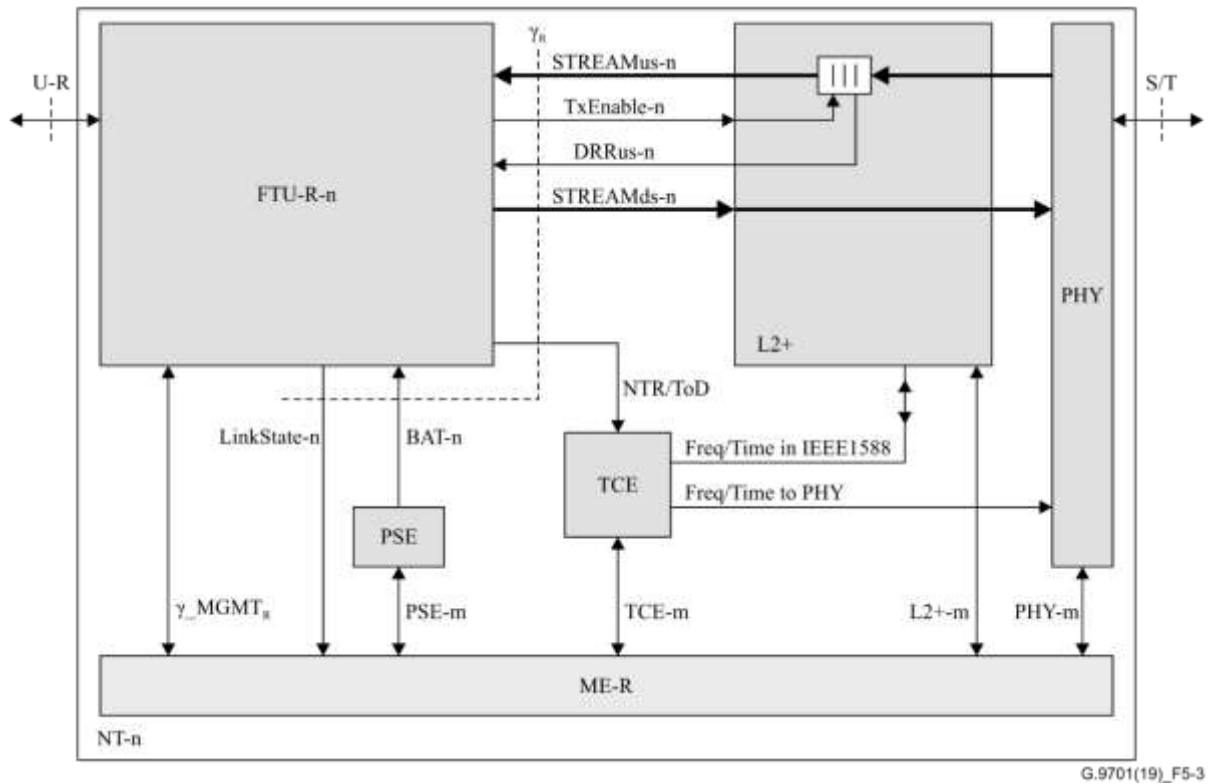 γR
STREAMus-n
U-R
S/T
TxEnable-n
DRRus-n
FTU-R-n
STREAMds-n
PHY
L2+
NTR/ToD
LinkState-n
BAT-n
Freq/Time in IEEE1588
TCE
Freq/Time to PHY
PSE
γ_MGMTR
PSE-m
TCE-m
L2+-m
PHY-m
ME-R
NT-n
G.9701(19)_F5-3